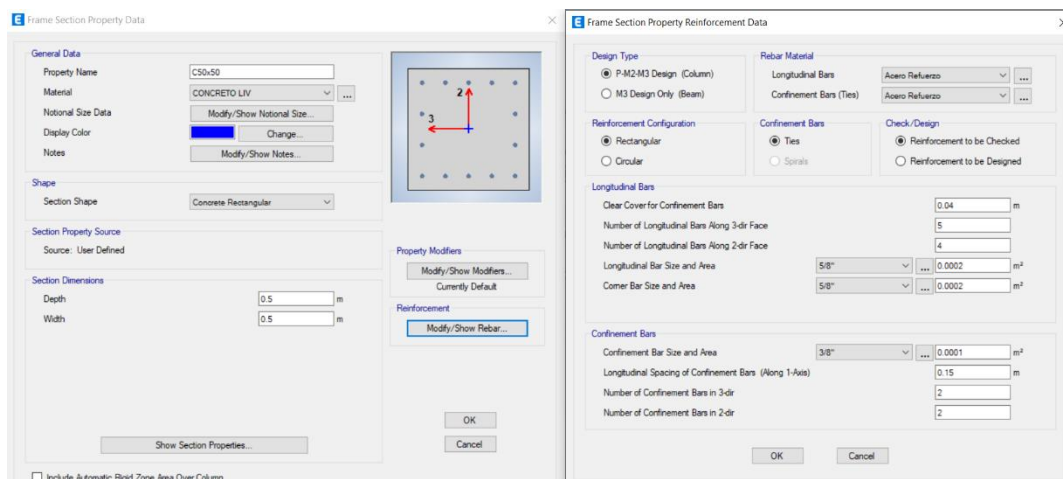 Frame Section Property Data
General Data
Property Name C50x50
Material CONCRETO LIV ...
Notional Size Data Modify/Show Notional Size...
Display Color Change...
Notes Modify/Show Notes...
Shape
Section Shape Concrete Rectangular
Section Property Source
Source: User Defined
Section Dimensions
Depth 0.5 m
Width 0.5 m
Show Section Properties...
Include Automatic Rigid Zone Area Over Column
2
3
Property Modifiers
Modify/Show Modifiers...
Currently Default
Reinforcement
Modify/Show Rebar...
OK
Cancel
Frame Section Property Reinforcement Data
Design Type
P-M2-M3 Design (Column)
M3 Design Only (Beam)
Rebar Material
Longitudinal Bars Acero Refuerzo ...
Confinement Bars (Ties) Acero Refuerzo ...
Reinforcement Configuration
Rectangular
Circular
Confinement Bars
Ties
Spirals
Check/Design
Reinforcement to be Checked
Reinforcement to be Designed
Longitudinal Bars
Clear Cover for Confinement Bars 0.04 m
Number of Longitudinal Bars Along 3-dir Face 5
Number of Longitudinal Bars Along 2-dir Face 4
Longitudinal Bar Size and Area 5/8" ... 0.0002 m²
Corner Bar Size and Area 5/8" ... 0.0002 m²
Confinement Bars
Confinement Bar Size and Area 3/8" ... 0.0001 m²
Longitudinal Spacing of Confinement Bars (Along 1-Axis) 0.15 m
Number of Confinement Bars in 3-dir 2
Number of Confinement Bars in 2-dir 2
OK Cancel